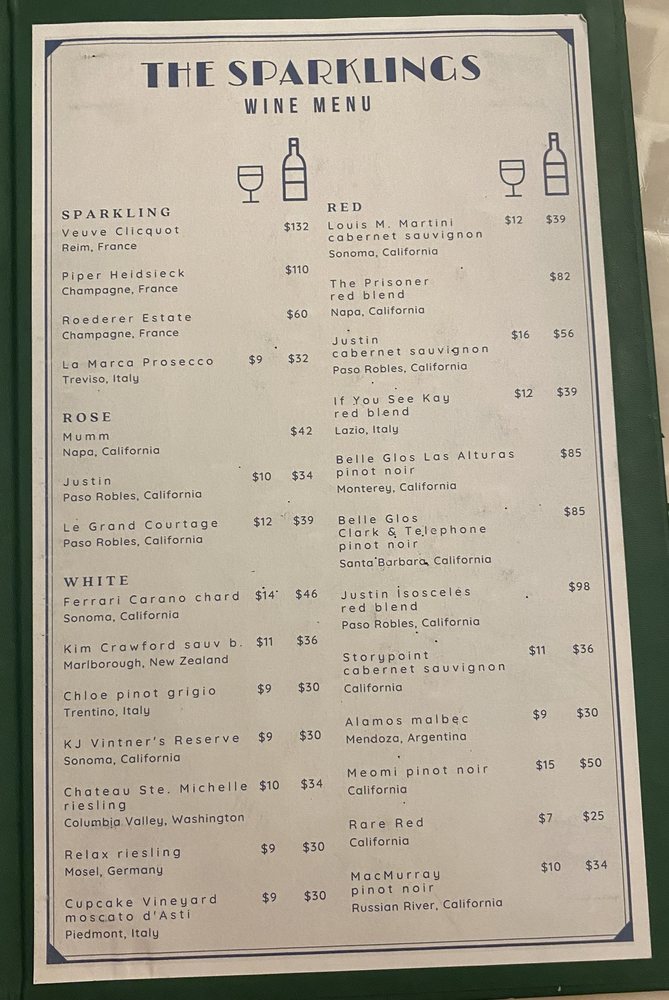 THE SPARKLINGS
WINE MENU
SPARKLING
Veuve Clicquot $132
Reim, France
Piper Heidsieck $110
Champagne, France
Roederer Estate $60
Champagne, France
La Marca Prosecco $9 $32
Treviso, Italy
ROSE
Mumm $42
Napa, California
Justin $10 $34
Paso Robles, California
Le Grand Courtage $12 $39
Paso Robles, California
WHITE
Ferrari Carano chard $14 $46
Sonoma, California
Kim Crawford sauv b. $11 $36
Marlborough, New Zealand
Chloe pinot grigio $9 $30
Trentino, Italy
KJ Vintner's Reserve $9 $30
Sonoma, California
Chateau Ste. Michelle $10 $34
riesling
Columbia Valley, Washington
Relax riesling $9 $30
Mosel, Germany
Cupcake Vineyard $9 $30
moscato d'Asti
Piedmont, Italy
RED
Louis M. Martini $12 $39
cabernet sauvignon
Sonoma, California
The Prisoner $82
red blend
Napa, California
Justin $16 $56
cabernet sauvignon
Paso Robles, California
If You See Kay $12 $39
red blend
Lazio, Italy
Belle Glos Las Alturas $85
pinot noir
Monterey, California
Belle Glos $85
Clark & Telephone
pinot noir
Santa Barbara, California
Justin Isosceles $98
red blend
Paso Robles, California
Storypoint $11 $36
cabernet sauvignon
California
Alamos malbec $9 $30
Mendoza, Argentina
Meomi pinot noir $15 $50
California
Rare Red $7 $25
California
MacMurray $10 $34
pinot noir
Russian River, California